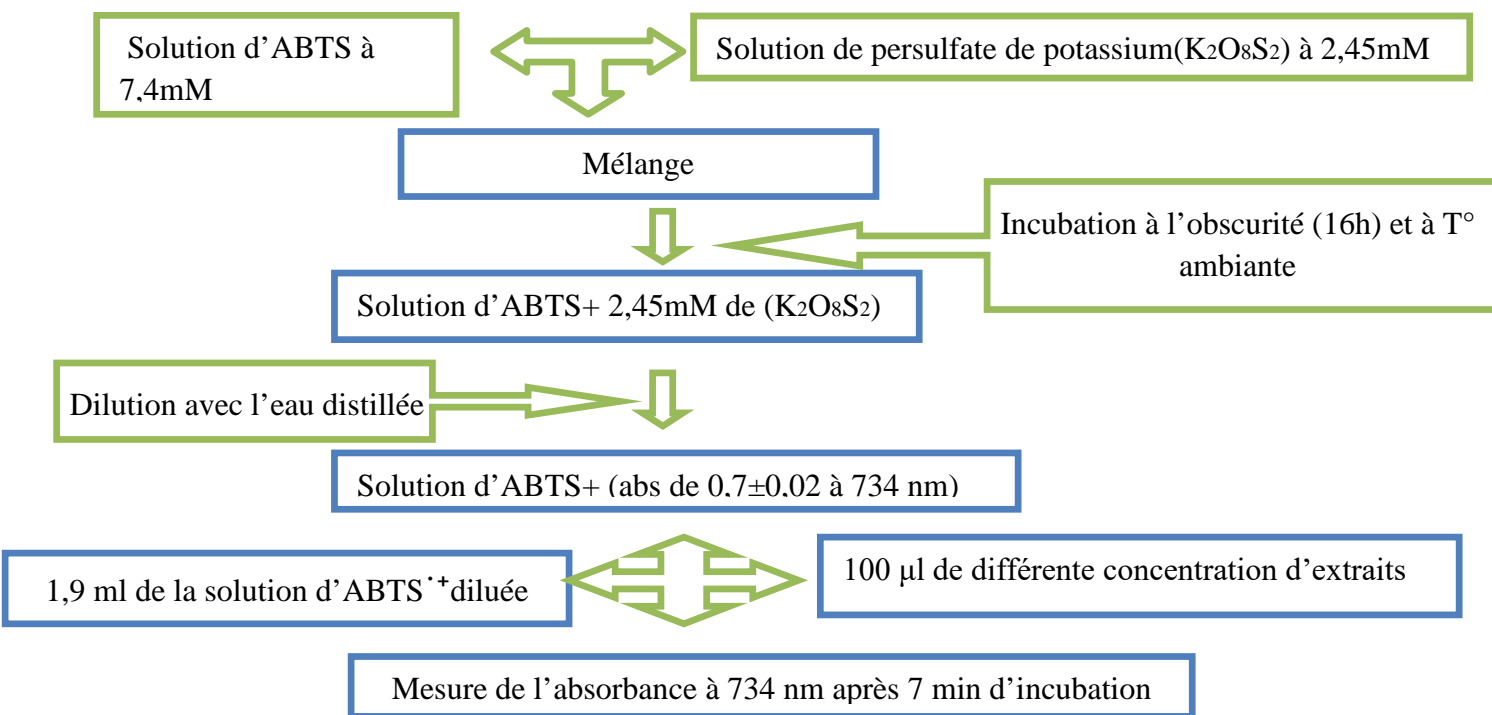 Solution d’ABTS à
7,4mM
Solution de persulfate de potassium(K2O8S2) à 2,45mM
Mélange
Incubation à l’obscurité (16h) et à T°
ambiante
Solution d’ABTS+ 2,45mM de (K2O8S2)
Dilution avec l’eau distillée
Solution d’ABTS+ (abs de 0,7±0,02 à 734 nm)
1,9 ml de la solution d’ABTS˙⁺diluée
100 µl de différente concentration d’extraits
Mesure de l’absorbance à 734 nm après 7 min d’incubation